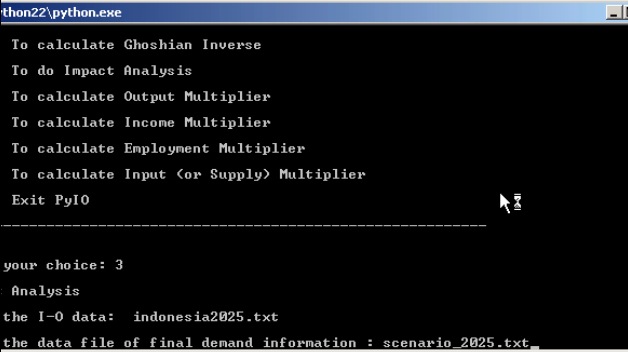 thon22\python.exe
To calculate Ghoshian Inverse
To do Impact Analysis
To calculate Output Multiplier
To calculate Income Multiplier
To calculate Employment Multiplier
To calculate Input (or Supply) Multiplier
Exit PyIO
your choice: 3
Analysis
the I-O data:  indonesia2025.txt
the data file of final demand information : scenario_2025.txt_